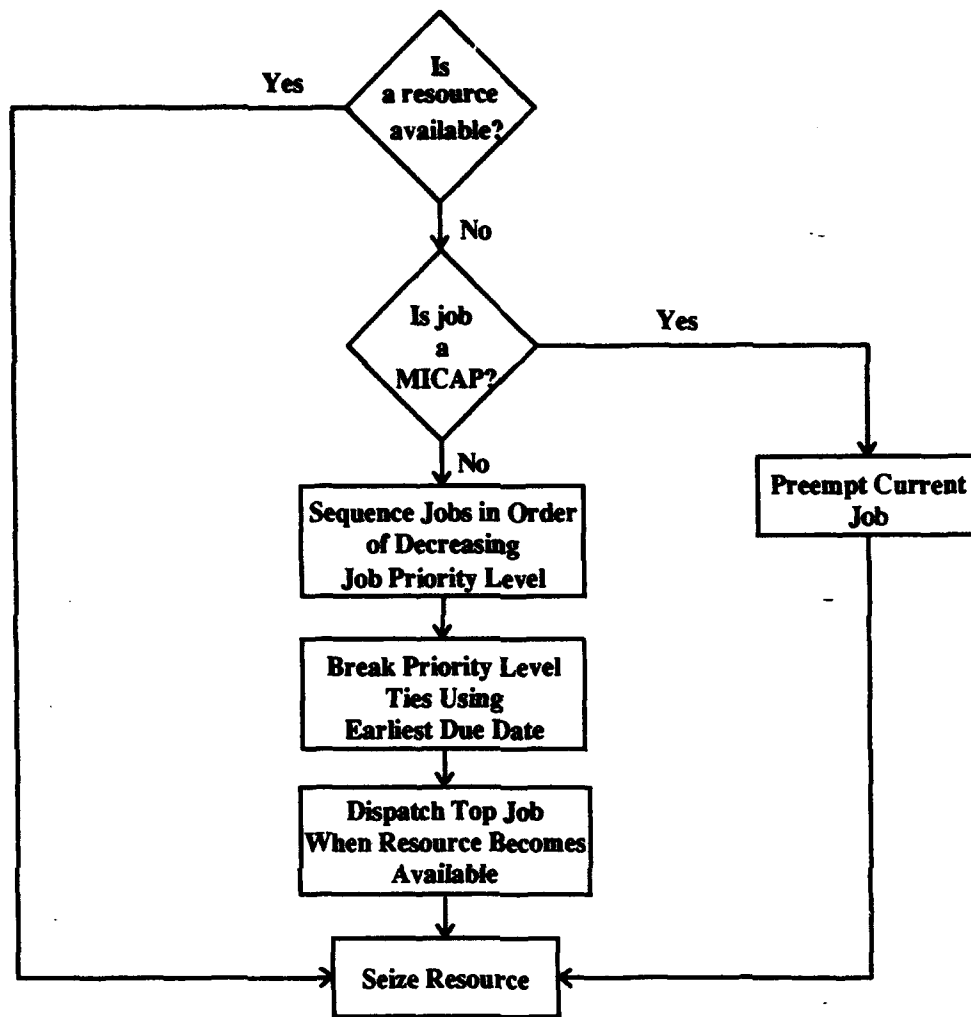 Is
a resource
available?
Yes
No
Is job
a
MICAP?
Yes
No
Preempt Current
Job
Sequence Jobs in Order
of Decreasing
Job Priority Level
Break Priority Level
Ties Using
Earliest Due Date
Dispatch Top Job
When Resource Becomes
Available
Seize Resource